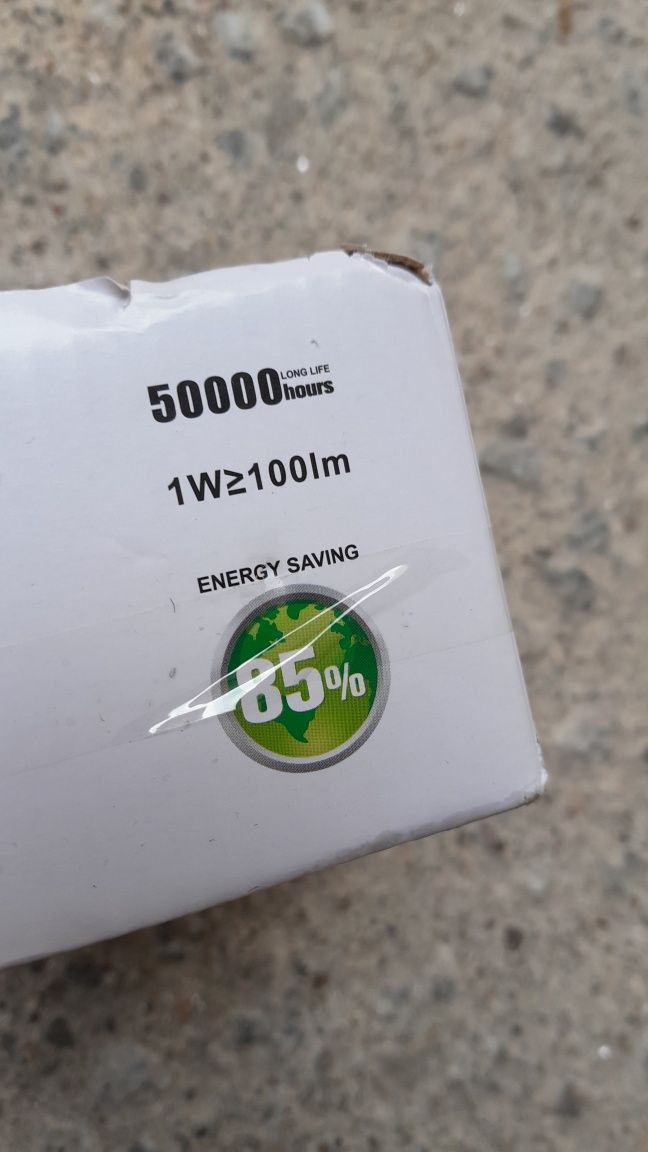 50000 LONG LIFE hours
1W≥100lm
ENERGY SAVING
85%